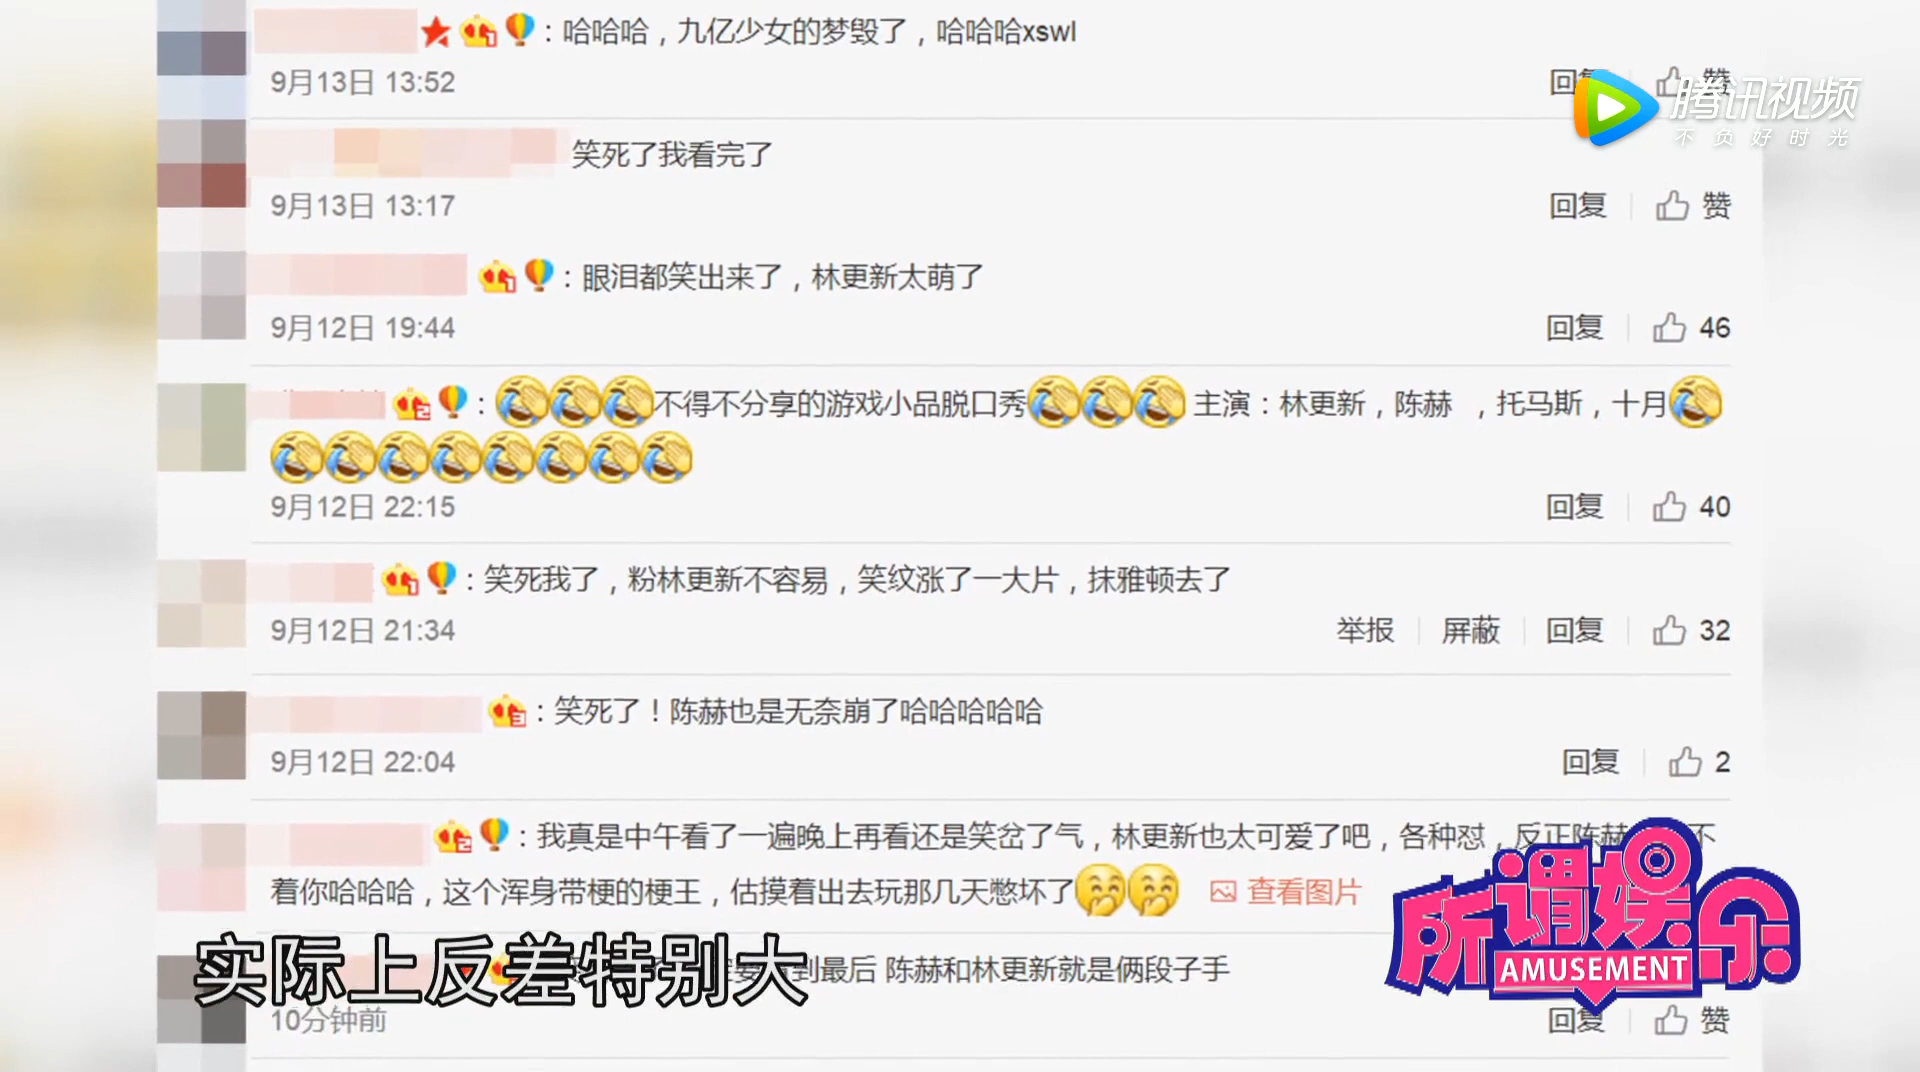 ：哈哈哈，九亿少女的梦毁了，哈哈哈xswl
9月13日 13:52
回复 赞
腾讯视频
不负好时光
笑死了我看完了
9月13日 13:17
回复 赞
：眼泪都笑出来了，林更新太萌了
9月12日 19:44
回复 46
：不得不分享的游戏小品脱口秀 主演：林更新，陈赫 ，托马斯，十月
9月12日 22:15
回复 40
：笑死我了，粉林更新不容易，笑纹涨了一大片，抹雅顿去了
9月12日 21:34
举报 屏蔽 回复 32
：笑死了！陈赫也是无奈崩了哈哈哈哈哈
9月12日 22:04
回复 2
：我真是中午看了一遍晚上再看还是笑岔了气，林更新也太可爱了吧，各种怼，反正陈赫 不
着你哈哈哈，这个浑身带梗的梗王，估摸着出去玩那几天憋坏了 查看图片
所谓娱乐
AMUSEMENT
实际上反差特别大
到最后 陈赫和林更新就是俩段子手
10分钟前
回复 赞